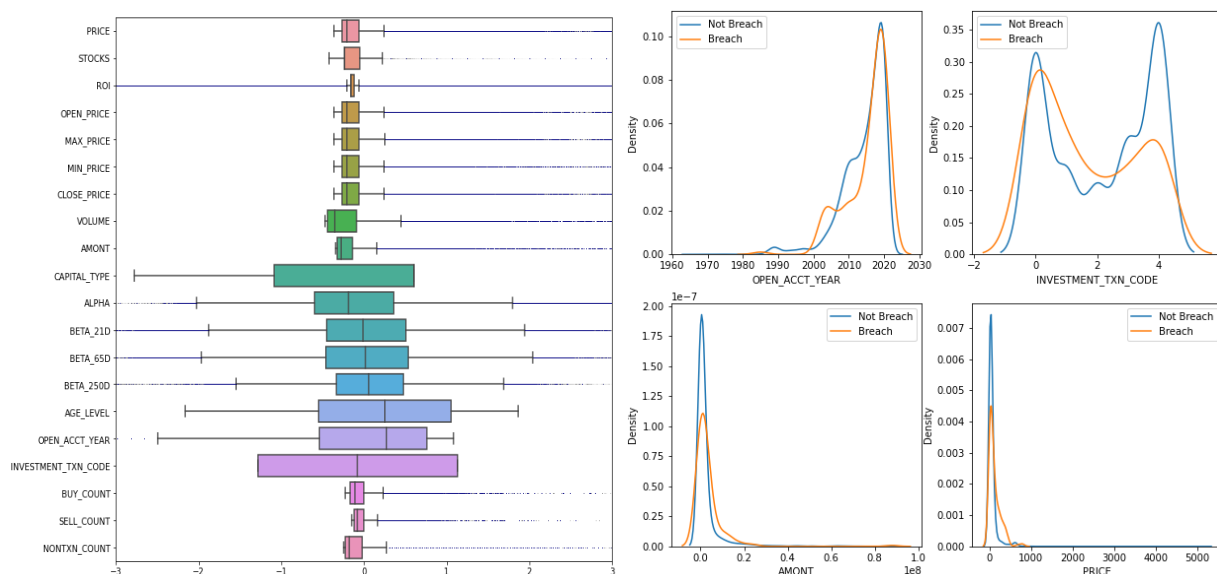 PRICE
STOCKS
ROI
OPEN_PRICE
MAX_PRICE
MIN_PRICE
CLOSE_PRICE
VOLUME
AMONT
CAPITAL_TYPE
ALPHA
BETA_21D
BETA_65D
BETA_250D
AGE_LEVEL
OPEN_ACCT_YEAR
INVESTMENT_TXN_CODE
BUY_COUNT
SELL_COUNT
NONTXN_COUNT
−3 −2 −1 0 1 2 3
Not Breach
Breach
Density
0.10
0.08
0.06
0.04
0.02
0.00
1960 1970 1980 1990 2000 2010 2020 2030
OPEN_ACCT_YEAR
Not Breach
Breach
Density
0.35
0.30
0.25
0.20
0.15
0.10
0.05
0.00
−2 0 2 4
INVESTMENT_TXN_CODE
1e−7
Not Breach
Breach
Density
2.00
1.75
1.50
1.25
1.00
0.75
0.50
0.25
0.00
0.0 0.2 0.4 0.6 0.8 1.0
1e8
AMONT
Not Breach
Breach
Density
0.007
0.006
0.005
0.004
0.003
0.002
0.001
0.000
0 1000 2000 3000 4000 5000
PRICE